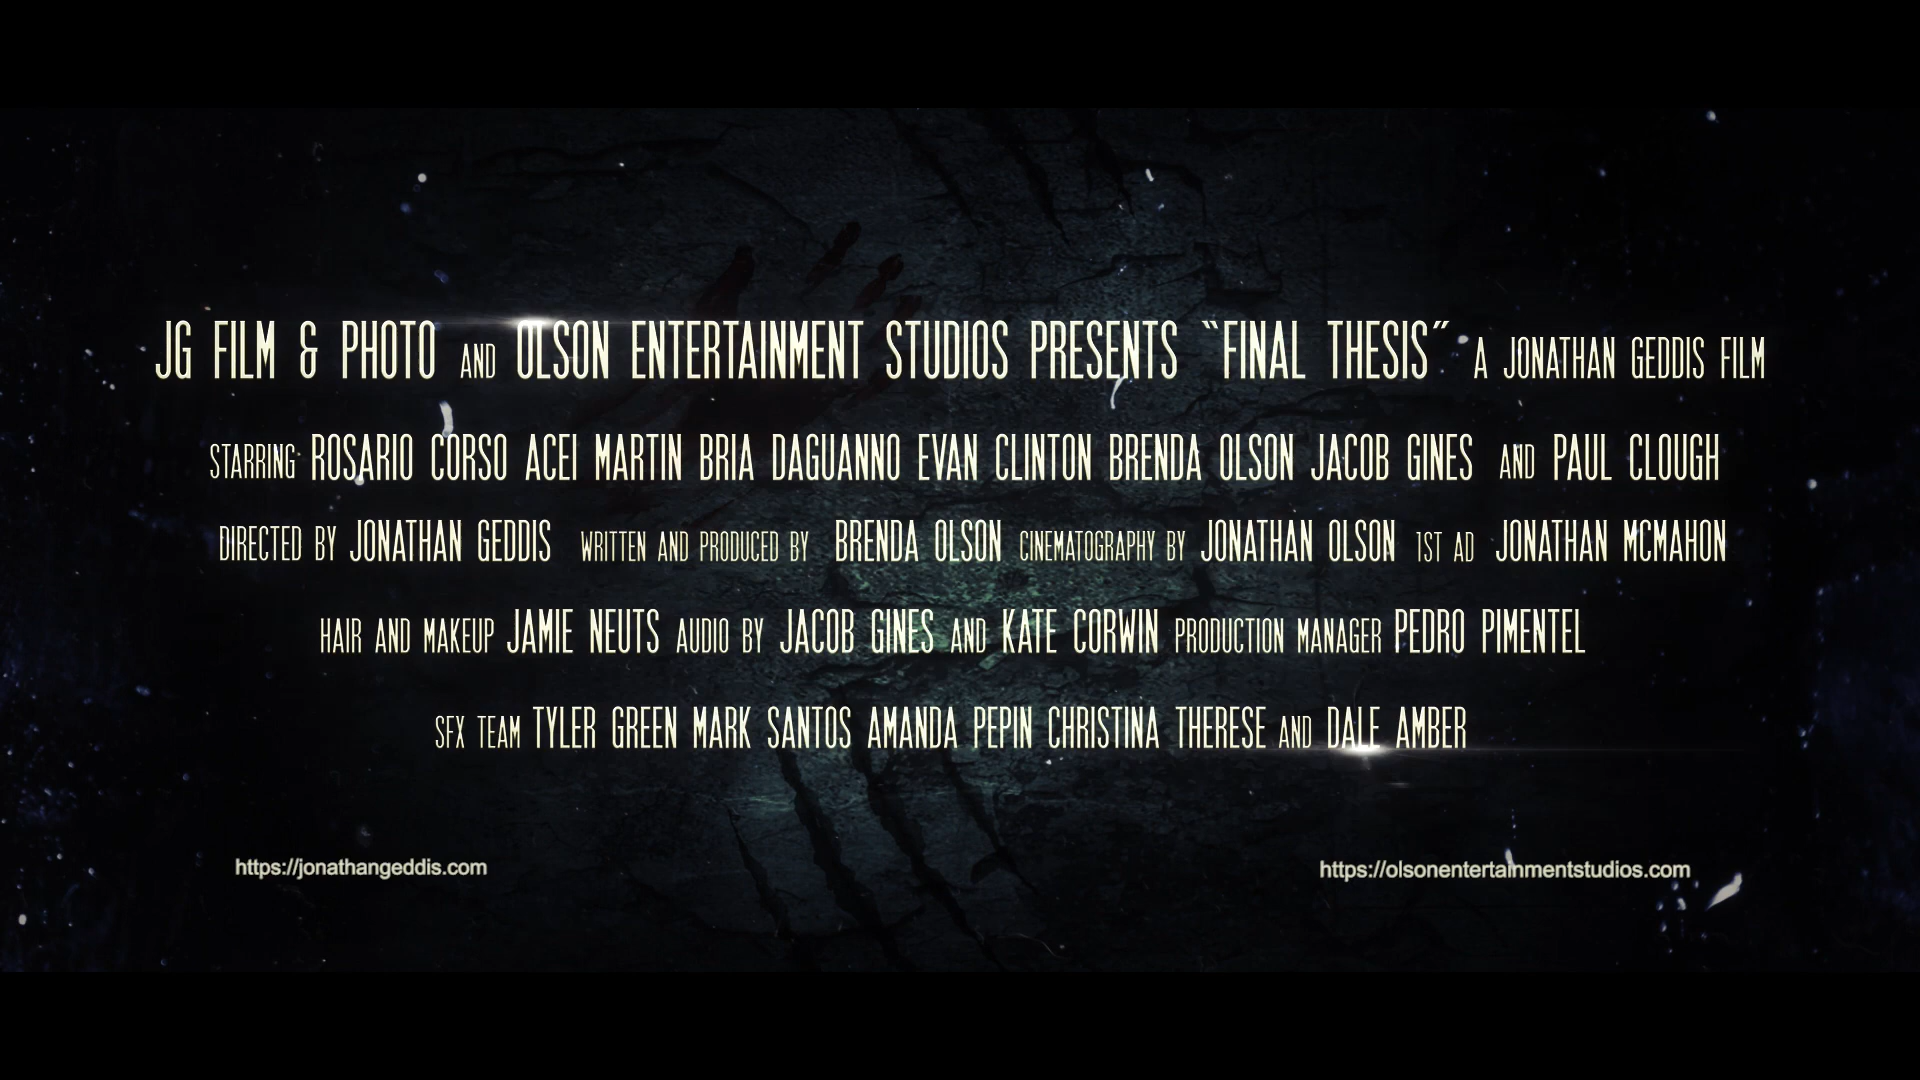 JG FILM & PHOTO AND OLSON ENTERTAINMENT STUDIOS PRESENTS "FINAL THESIS" A JONATHAN GEDDIS FILM
STARRING ROSARIO CORSO ACEI MARTIN BRIA DAGUANNO EVAN CLINTON BRENDA OLSON JACOB GINES AND PAUL CLOUGH
DIRECTED BY JONATHAN GEDDIS WRITTEN AND PRODUCED BY BRENDA OLSON CINEMATOGRAPHY BY JONATHAN OLSON 1ST AD JONATHAN MCMAHON
HAIR AND MAKEUP JAMIE NEUTS AUDIO BY JACOB GINES AND KATE CORWIN PRODUCTION MANAGER PEDRO PIMENTEL
SFX TEAM TYLER GREEN MARK SANTOS AMANDA PEPIN CHRISTINA THERESE AND DALE AMBER
https://jonathangeddis.com https://olsonentertainmentstudios.com